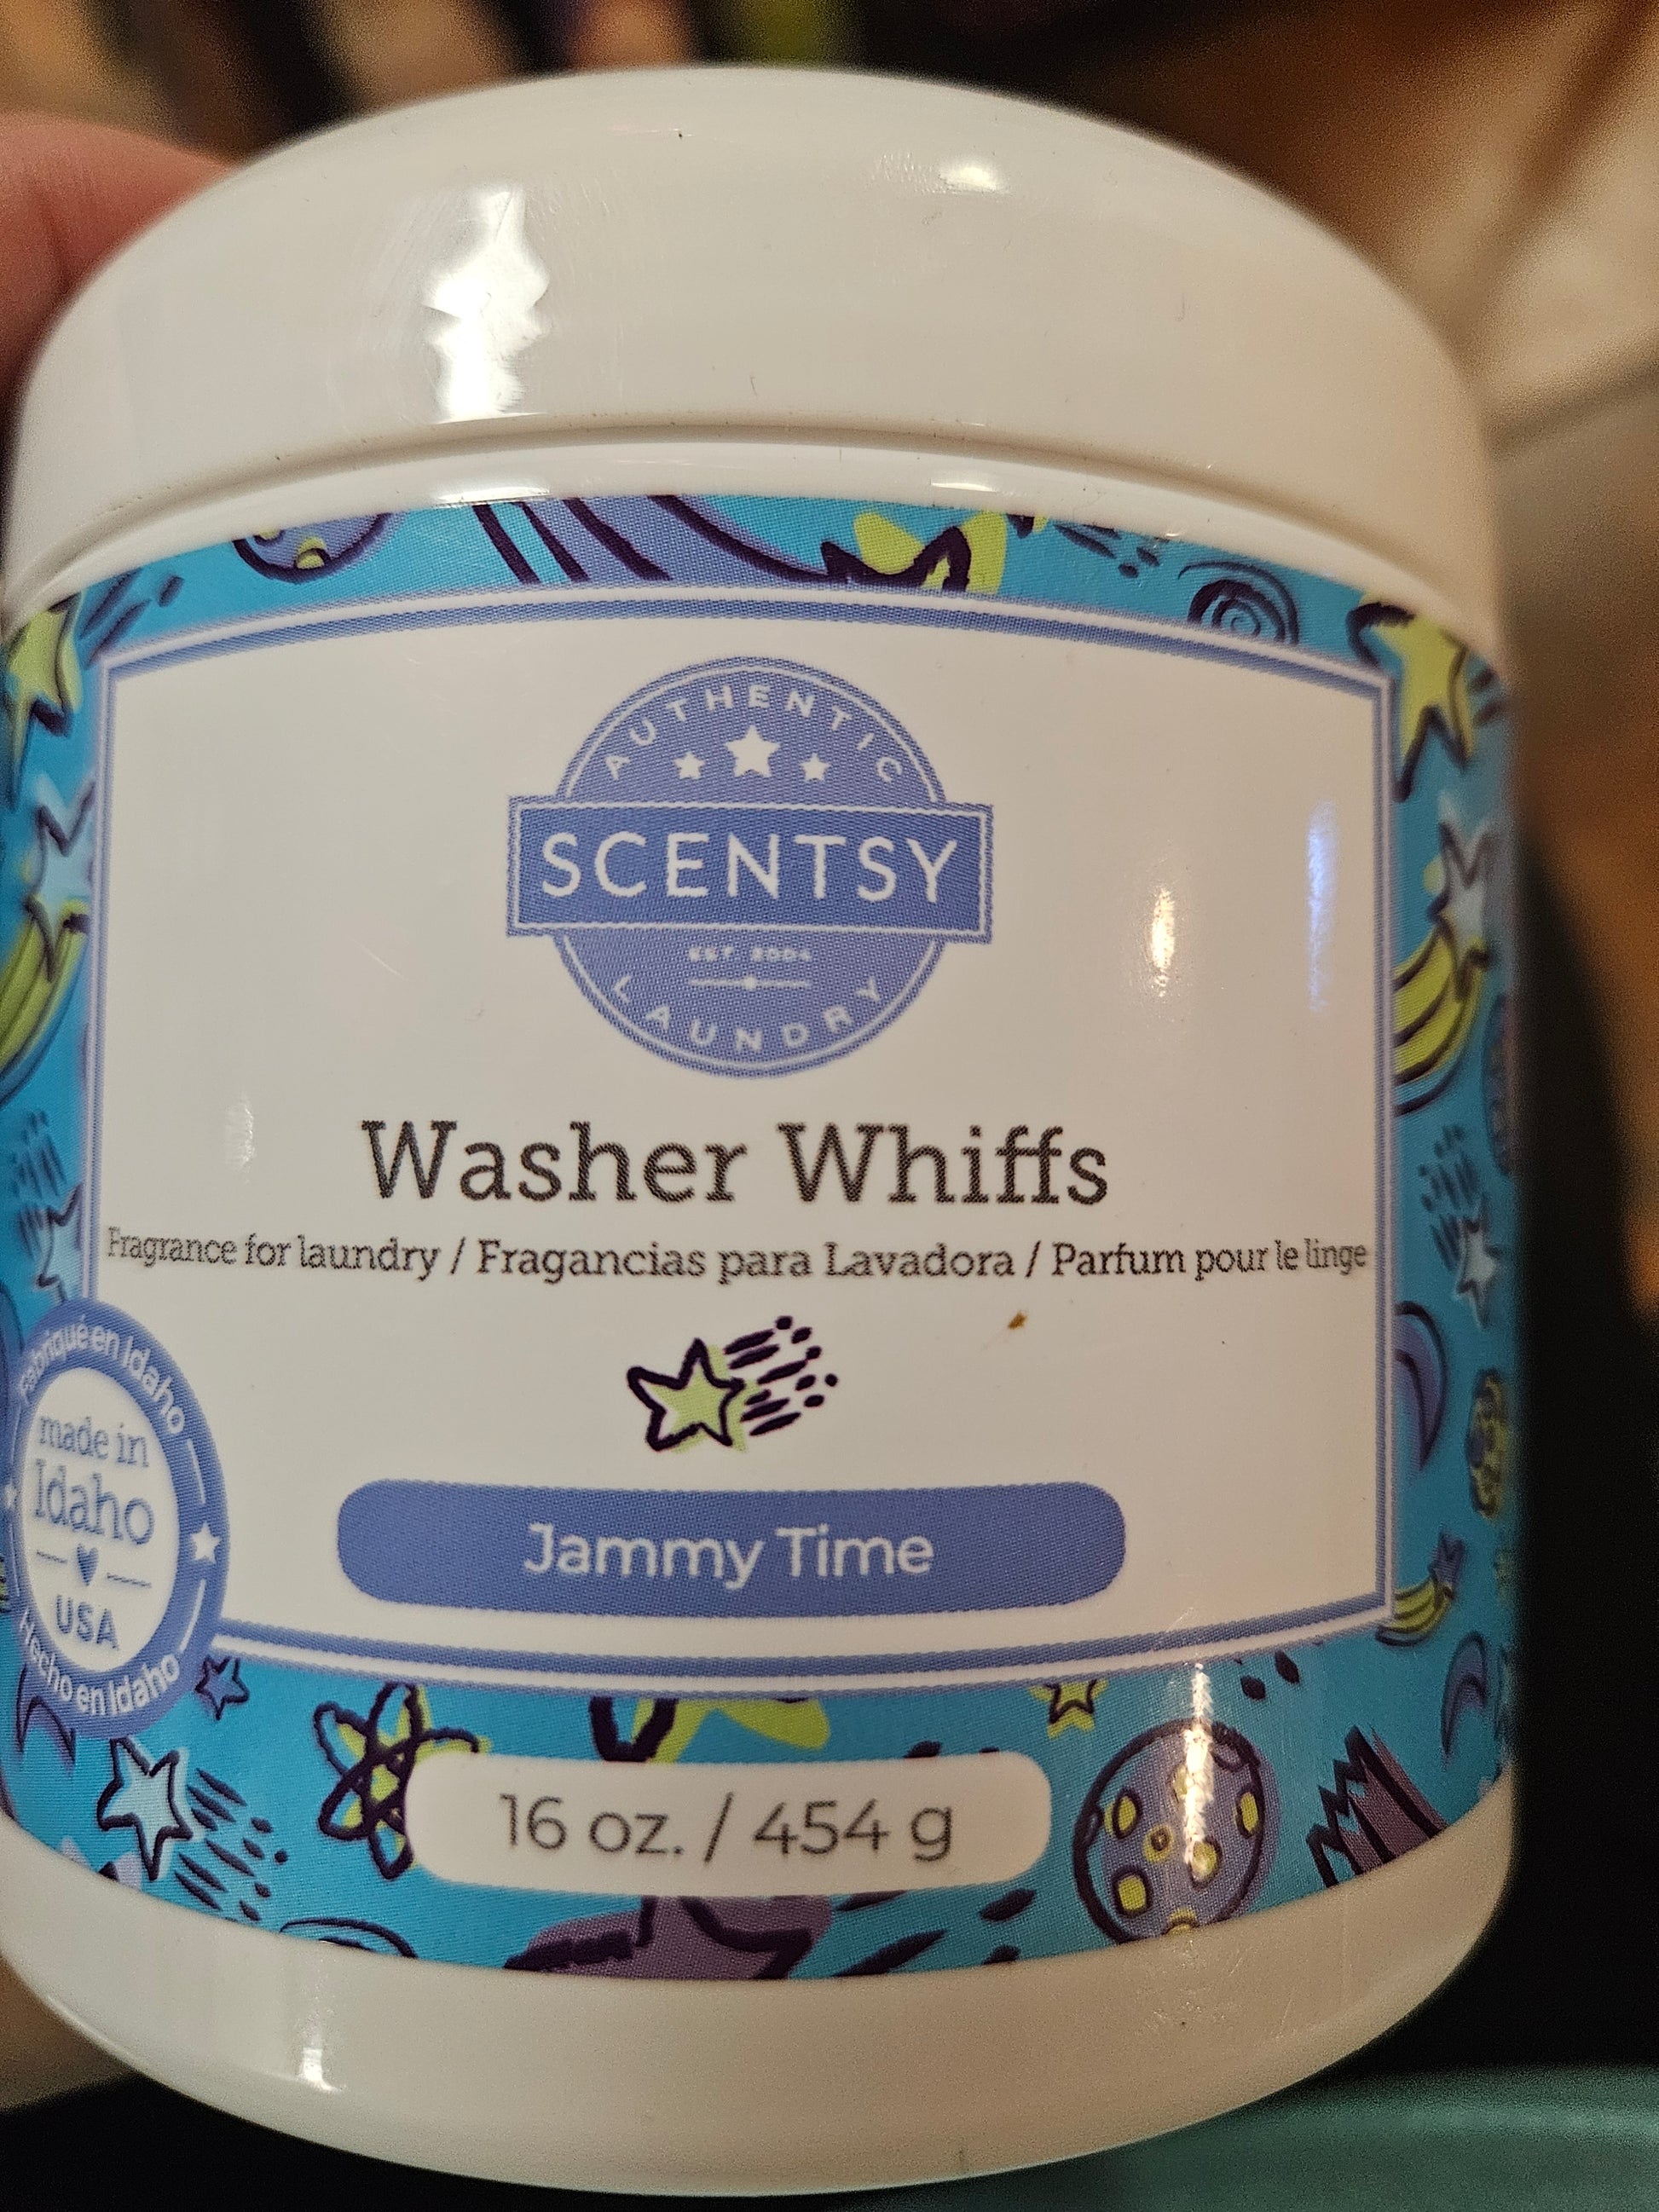 AUTHENTIC
SCENTSY
EST 2004
LAUNDRY
Washer Whiffs
Fragrance for laundry / Fragancias para Lavadora / Parfum pour le linge
Fabriqué en Idaho
made in
Idaho
USA
Hecho en Idaho
Jammy Time
16 oz. / 454 g